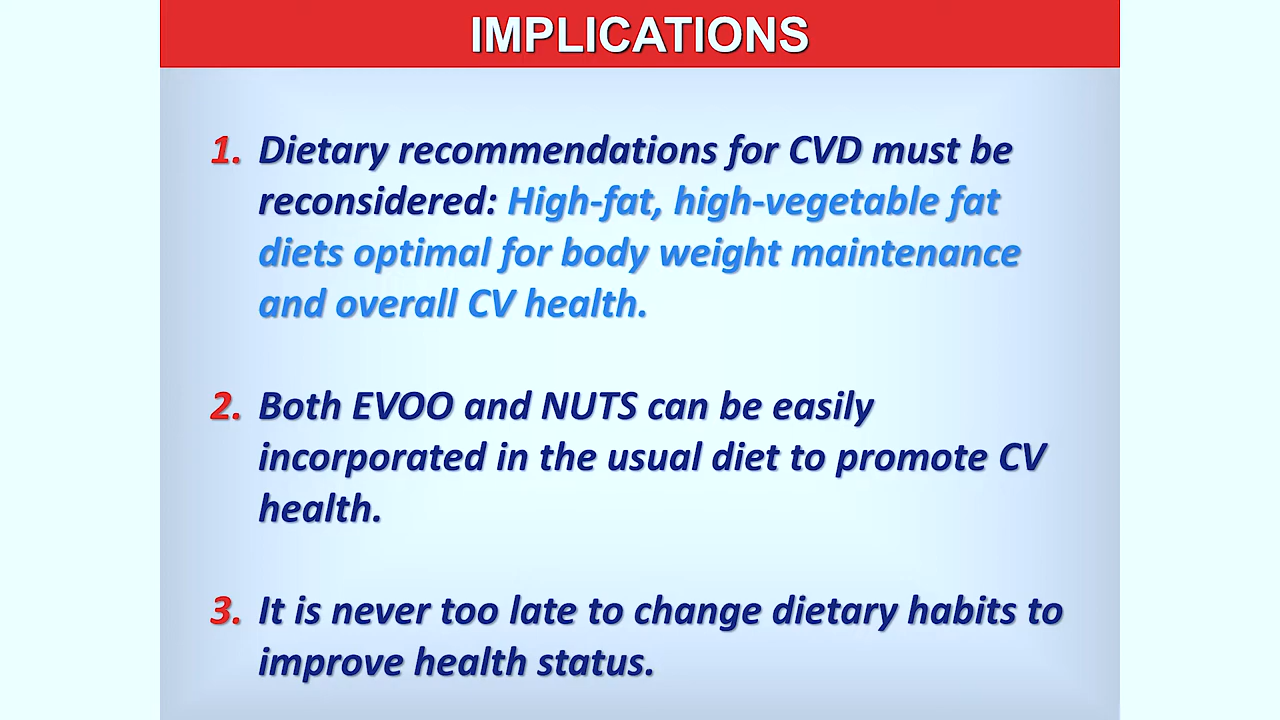 IMPLICATIONS
1. Dietary recommendations for CVD must be
reconsidered: High-fat, high-vegetable fat
diets optimal for body weight maintenance
and overall CV health.
2. Both EVOO and NUTS can be easily
incorporated in the usual diet to promote CV
health.
3. It is never too late to change dietary habits to
improve health status.